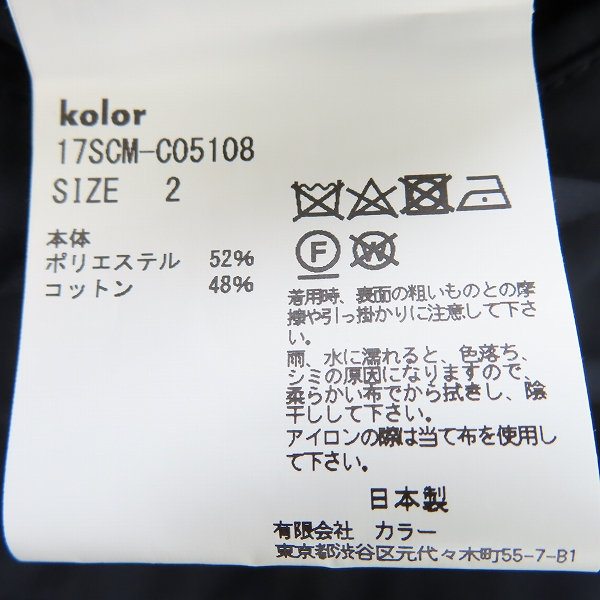 kolor
17SCM-C05108
SIZE 2
本体
ポリエステル 52%
コットン 48%
F
W
着用時、表面の粗いものとの摩
擦や引っ掛かりに注意して下さ
い。
雨、水に濡れると、色落ち、
シミの原因になりますので、
柔らかい布でから拭きし、陰
干しして下さい。
アイロンの際は当て布を使用し
て下さい。
日本製
有限会社 カラー
東京都渋谷区元代々木町55-7-B1